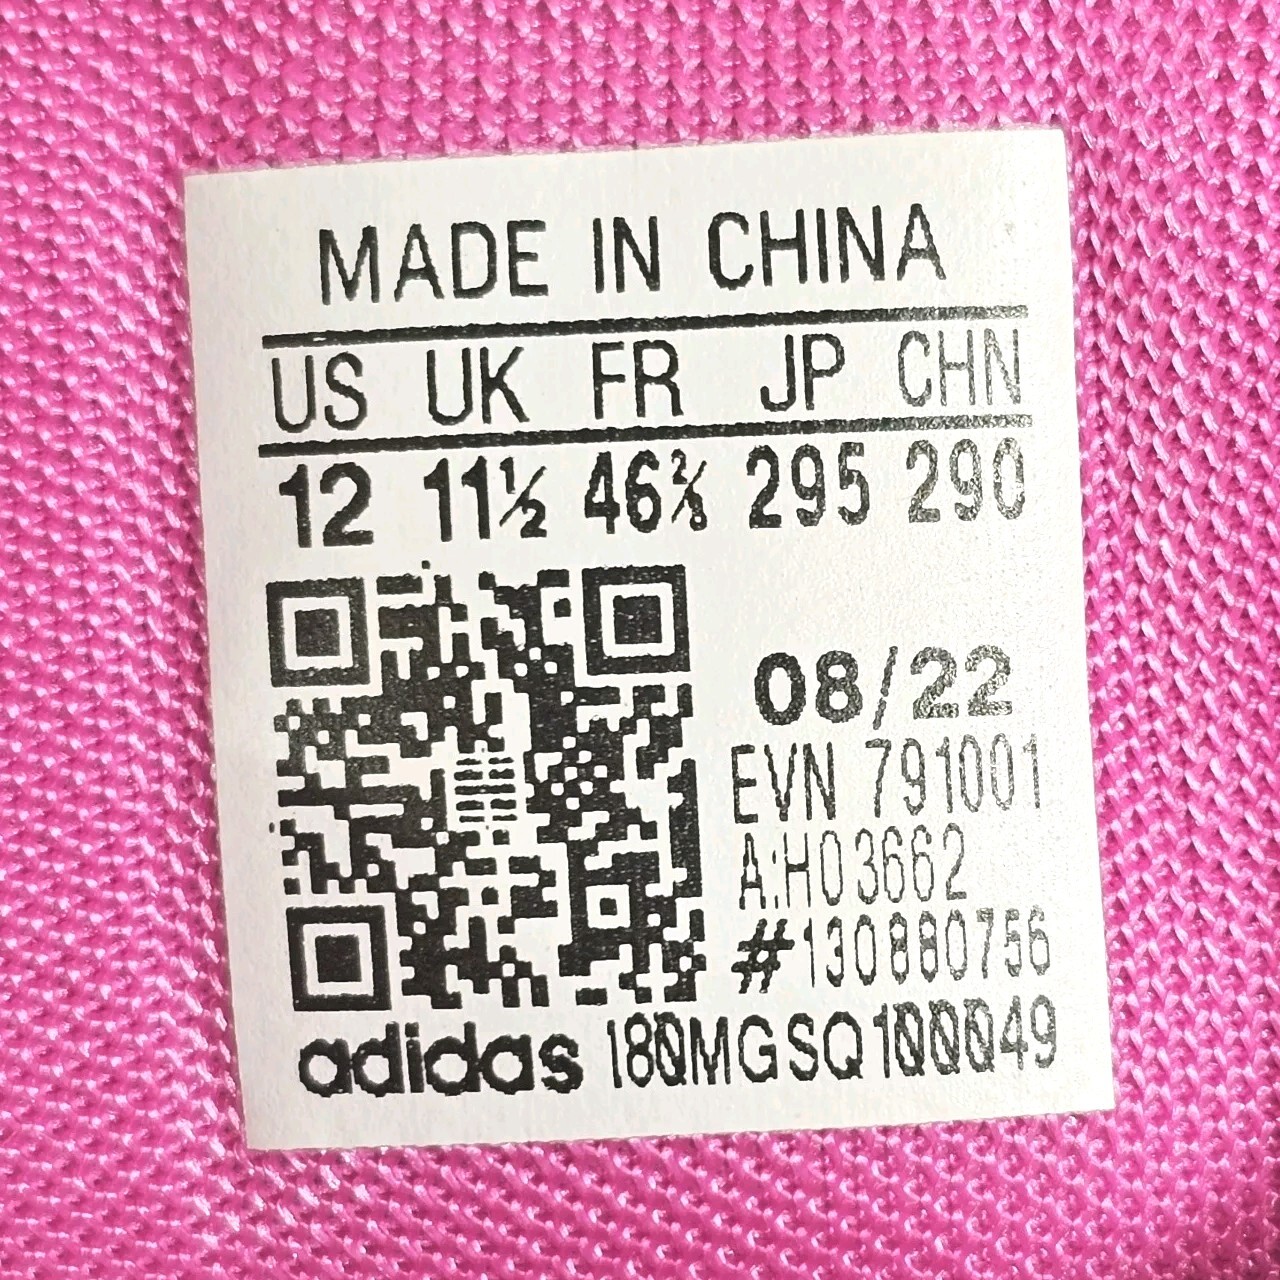 MADE IN CHINA
US UK FR JP CHN
12 11½ 46⅔ 295 290
08/22
EVN 791001
A:H03662
#130880756
adidas 180MGSQ100049